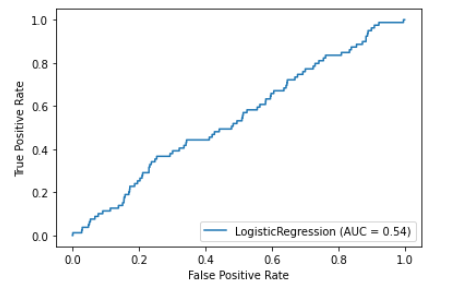 1.0
0.8
0.6
0.4
0.2
0.0
True Positive Rate
LogisticRegression (AUC = 0.54)
0.0 0.2 0.4 0.6 0.8 1.0
False Positive Rate